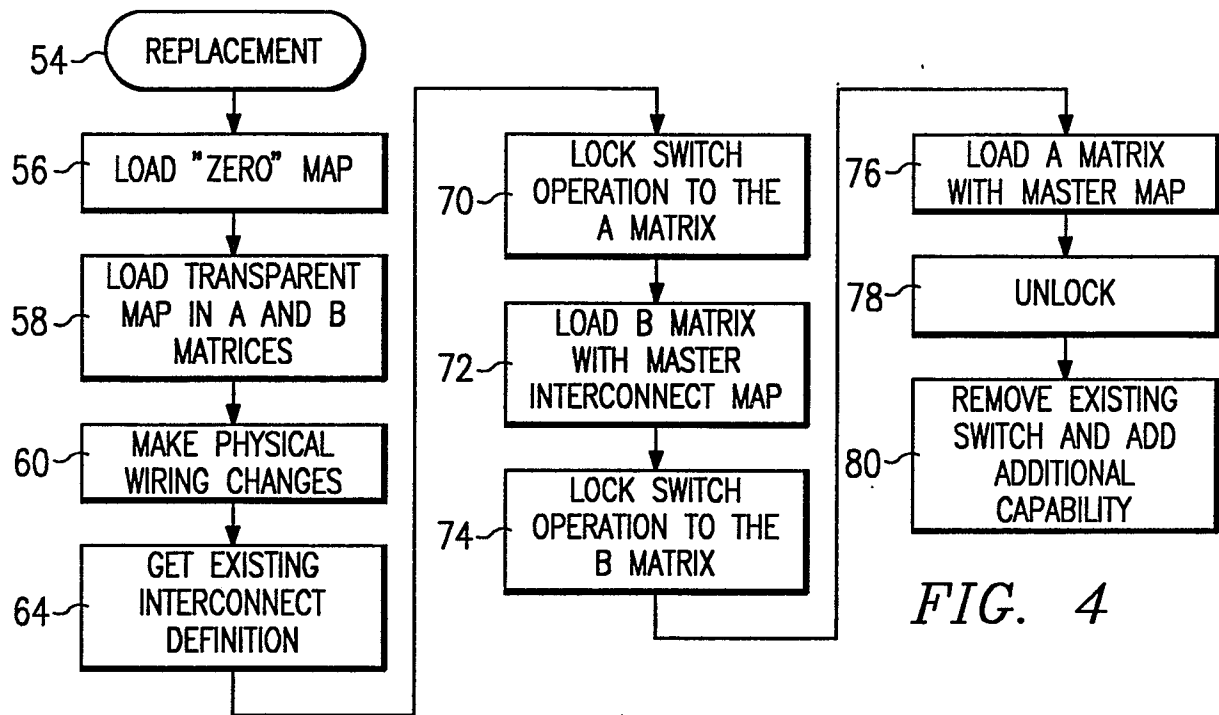 54
REPLACEMENT
56
LOAD "ZERO" MAP
58
LOAD TRANSPARENT
MAP IN A AND B
MATRICES
60
MAKE PHYSICAL
WIRING CHANGES
64
GET EXISTING
INTERCONNECT
DEFINITION
70
LOCK SWITCH
OPERATION TO THE
A MATRIX
72
LOAD B MATRIX
WITH MASTER
INTERCONNECT MAP
74
LOCK SWITCH
OPERATION TO THE
B MATRIX
76
LOAD A MATRIX
WITH MASTER MAP
78
UNLOCK
80
REMOVE EXISTING
SWITCH AND ADD
ADDITIONAL
CAPABILITY
FIG. 4